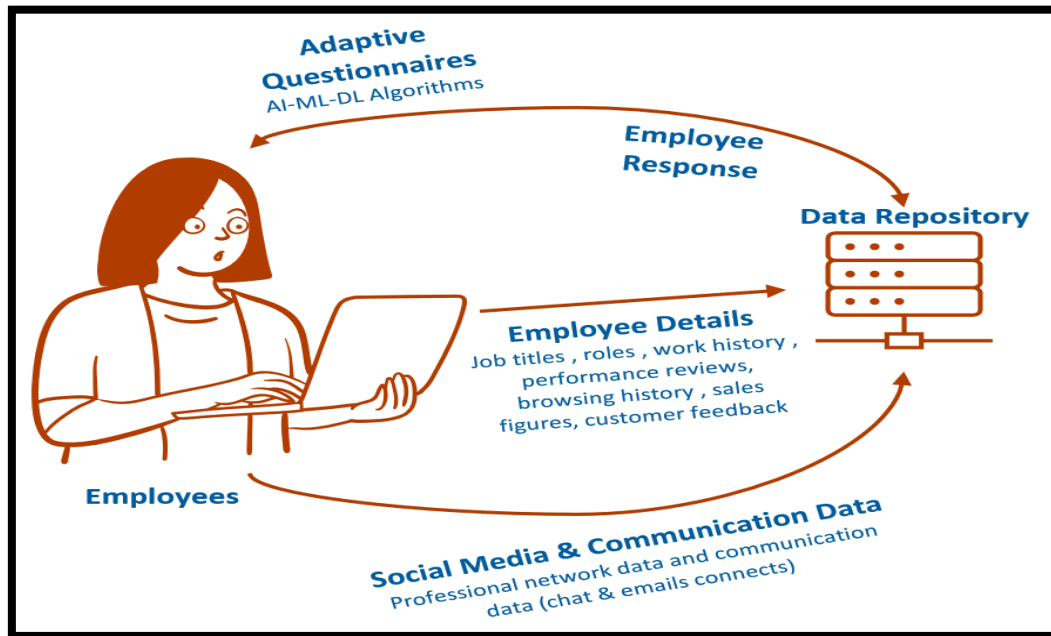 Adaptive
Questionnaires
AI-ML-DL Algorithms
Employee
Response
Data Repository
Employee Details
Job titles , roles , work history ,
performance reviews,
browsing history , sales
figures, customer feedback
Employees
Social Media & Communication Data
Professional network data and communication
data (chat & emails connects)